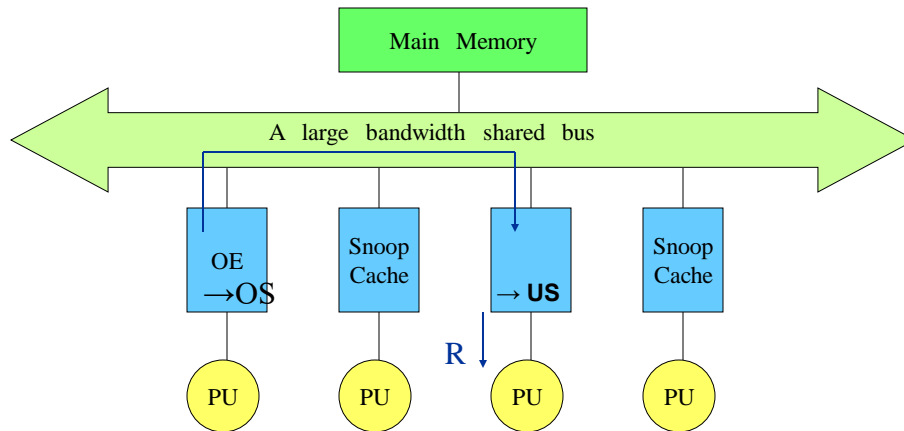 Main Memory
A large bandwidth shared bus
OE
→OS
Snoop
Cache
→ US
Snoop
Cache
R
PU
PU
PU
PU